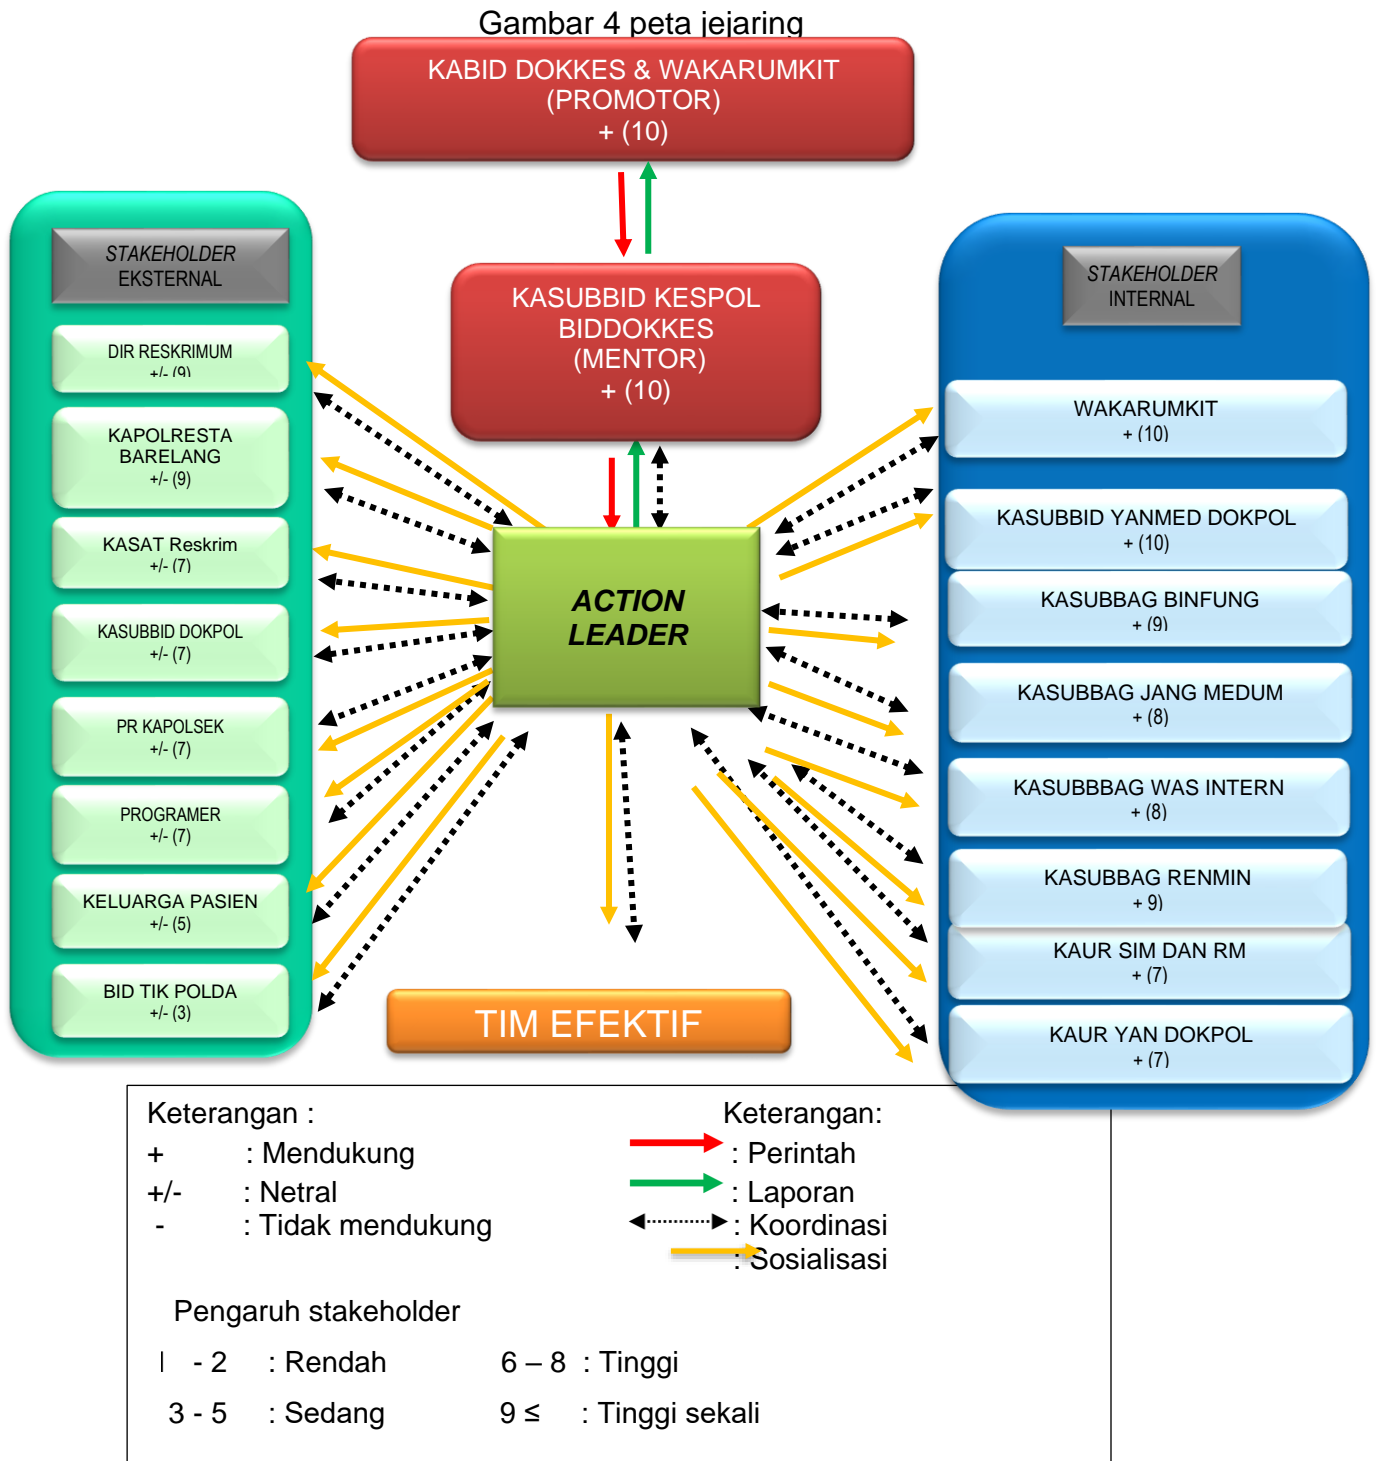 Gambar 4 peta jejaring
KABID DOKKES & WAKARUMKIT
(PROMOTOR)
+ (10)
KASUBBID KESPOL
BIDDOKKES
(MENTOR)
+ (10)
STAKEHOLDER
EKSTERNAL
DIR RESKRIMUM
+/- (9)
KAPOLRESTA
BARELANG
+/- (9)
KASAT Reskrim
+/- (7)
KASUBBID DOKPOL
+/- (7)
PR KAPOLSEK
+/- (7)
PROGRAMER
+/- (7)
KELUARGA PASIEN
+/- (5)
BID TIK POLDA
+/- (3)
ACTION
LEADER
TIM EFEKTIF
STAKEHOLDER
INTERNAL
WAKARUMKIT
+ (10)
KASUBBID YANMED DOKPOL
+ (10)
KASUBBAG BINFUNG
+ (9)
KASUBBAG JANG MEDUM
+ (8)
KASUBBBAG WAS INTERN
+ (8)
KASUBBAG RENMIN
+ 9)
KAUR SIM DAN RM
+ (7)
KAUR YAN DOKPOL
+ (7)
Keterangan :
+ : Mendukung
+/- : Netral
- : Tidak mendukung
Keterangan:
: Perintah
: Laporan
: Koordinasi
: Sosialisasi
Pengaruh stakeholder
- 2 : Rendah 6 – 8 : Tinggi
3 - 5 : Sedang 9 ≤ : Tinggi sekali